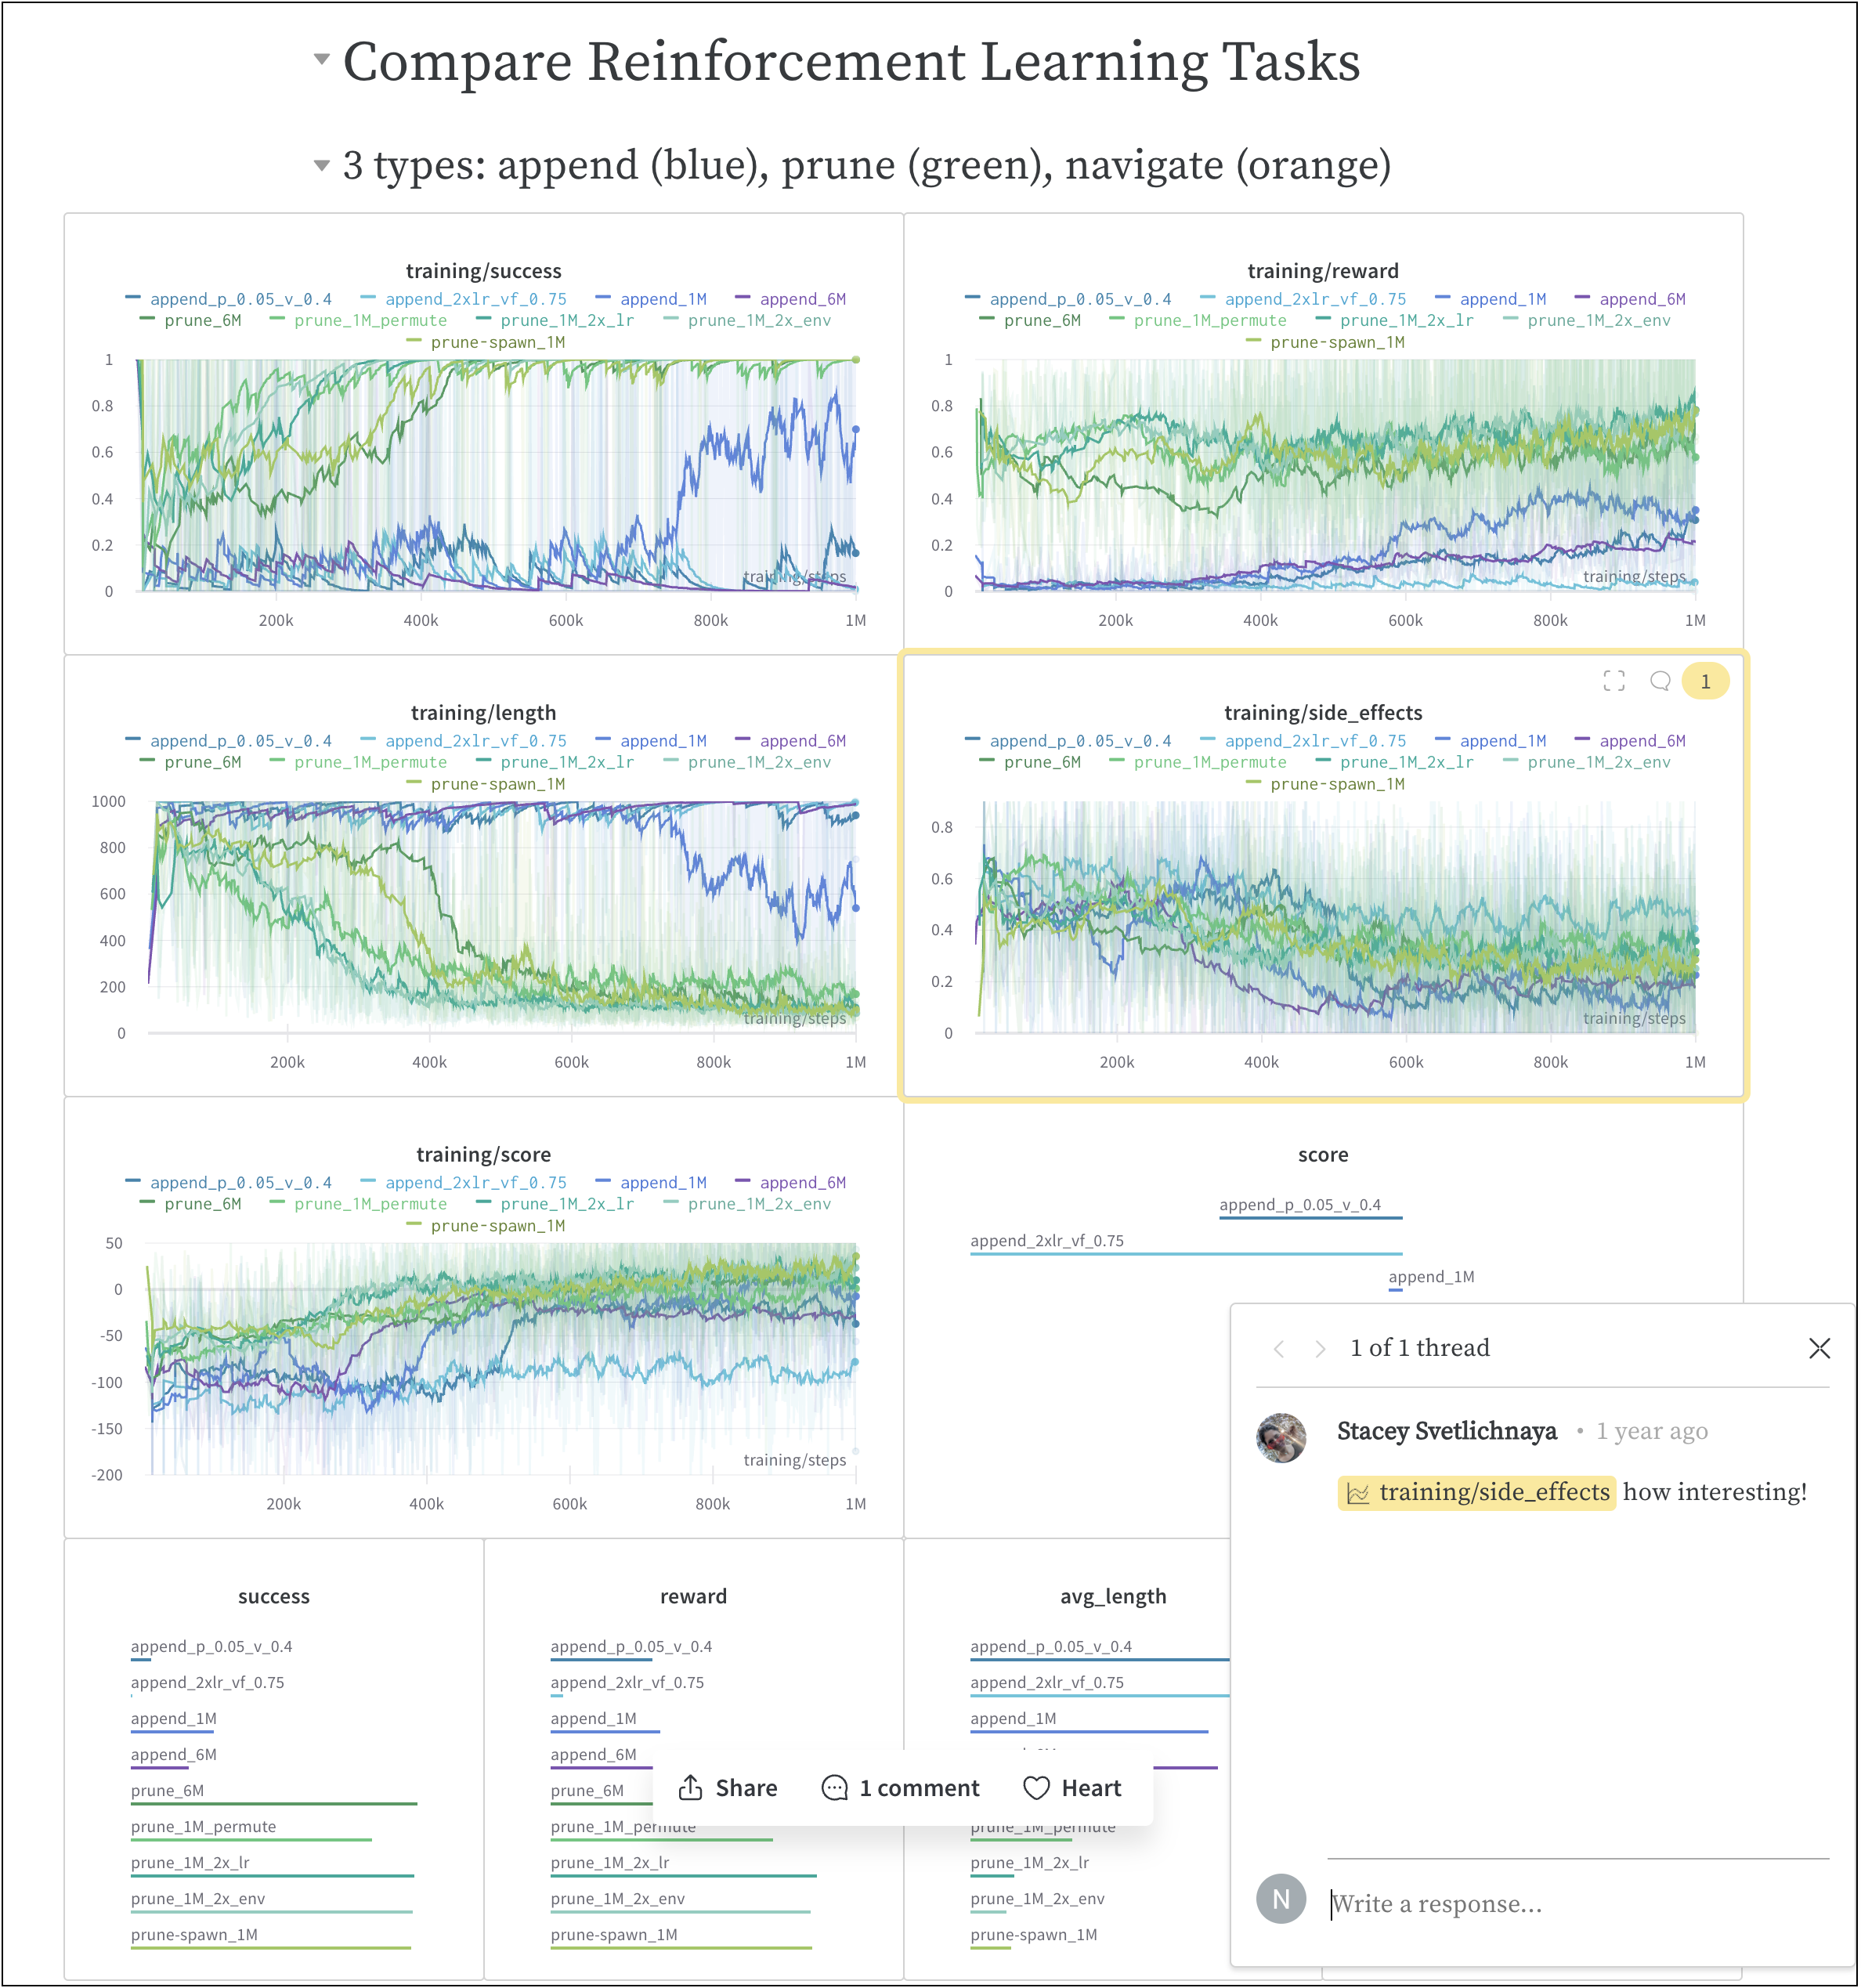 Compare Reinforcement Learning Tasks
3 types: append (blue), prune (green), navigate (orange)
training/success
append_p_0.05_v_0.4 append_2xlr_vf_0.75 append_1M append_6M
prune_6M prune_1M_permute prune_1M_2x_lr prune_1M_2x_env
prune-spawn_1M
1
0.8
0.6
0.4
0.2
0
training/steps
200k 400k 600k 800k 1M
training/reward
append_p_0.05_v_0.4 append_2xlr_vf_0.75 append_1M append_6M
prune_6M prune_1M_permute prune_1M_2x_lr prune_1M_2x_env
prune-spawn_1M
1
0.8
0.6
0.4
0.2
0
training/steps
200k 400k 600k 800k 1M
training/length
append_p_0.05_v_0.4 append_2xlr_vf_0.75 append_1M append_6M
prune_6M prune_1M_permute prune_1M_2x_lr prune_1M_2x_env
prune-spawn_1M
1000
800
600
400
200
0
training/steps
200k 400k 600k 800k 1M
1
training/side_effects
append_p_0.05_v_0.4 append_2xlr_vf_0.75 append_1M append_6M
prune_6M prune_1M_permute prune_1M_2x_lr prune_1M_2x_env
prune-spawn_1M
0.8
0.6
0.4
0.2
0
training/steps
200k 400k 600k 800k 1M
training/score
append_p_0.05_v_0.4 append_2xlr_vf_0.75 append_1M append_6M
prune_6M prune_1M_permute prune_1M_2x_lr prune_1M_2x_env
prune-spawn_1M
50
0
-50
-100
-150
-200
training/steps
200k 400k 600k 800k 1M
score
append_p_0.05_v_0.4
append_2xlr_vf_0.75
append_1M
success
append_p_0.05_v_0.4
append_2xlr_vf_0.75
append_1M
append_6M
prune_6M
prune_1M_permute
prune_1M_2x_lr
prune_1M_2x_env
prune-spawn_1M
reward
append_p_0.05_v_0.4
append_2xlr_vf_0.75
append_1M
append_6M
prune_6M
prune_1M_permute
prune_1M_2x_lr
prune_1M_2x_env
prune-spawn_1M
avg_length
append_p_0.05_v_0.4
append_2xlr_vf_0.75
append_1M
prune_1M_permute
prune_1M_2x_lr
prune_1M_2x_env
prune-spawn_1M
Share 1 comment Heart
1 of 1 thread
Stacey Svetlichnaya • 1 year ago
training/side_effects how interesting!
N
Write a response...